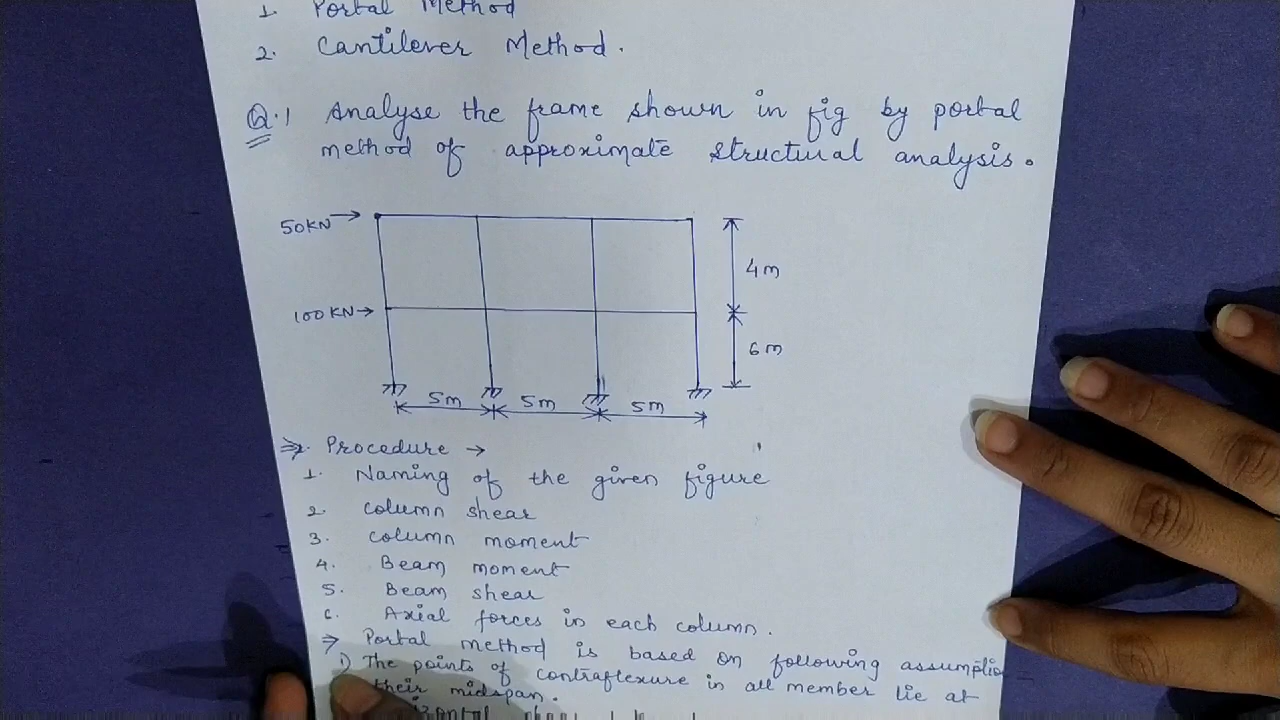 1. Portal Method
2. Cantilever Method.
Q.1 Analyse the frame shown in fig by portal
method of approximate structural analysis.
50KN
4m
100KN
6m
5m 5m 5m
Procedure →
1. Naming of the given figure
2. column shear
3. column moment
4. Beam moment
5. Beam shear
6. Axial forces in each column.
⇒ Portal method is based on following assumption
i) The points of contraflexure in all member lie at
their midspan.